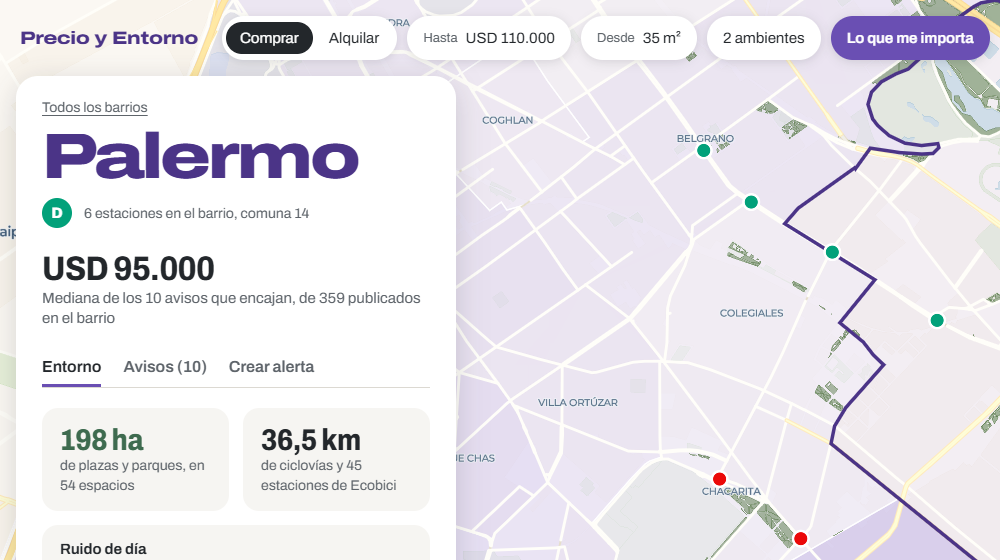 Precio y Entorno
Comprar
Alquilar
Hasta USD 110.000
Desde 35 m²
2 ambientes
Lo que me importa
Todos los barrios
Palermo
D
6 estaciones en el barrio, comuna 14
USD 95.000
Mediana de los 10 avisos que encajan, de 359 publicados
en el barrio
Entorno
Avisos (10)
Crear alerta
198 ha
de plazas y parques, en
54 espacios
36,5 km
de ciclovías y 45
estaciones de Ecobici
Ruido de día
COGHLAN
BELGRANO
COLEGIALES
VILLA ORTÚZAR
CHAS
CHACARITA